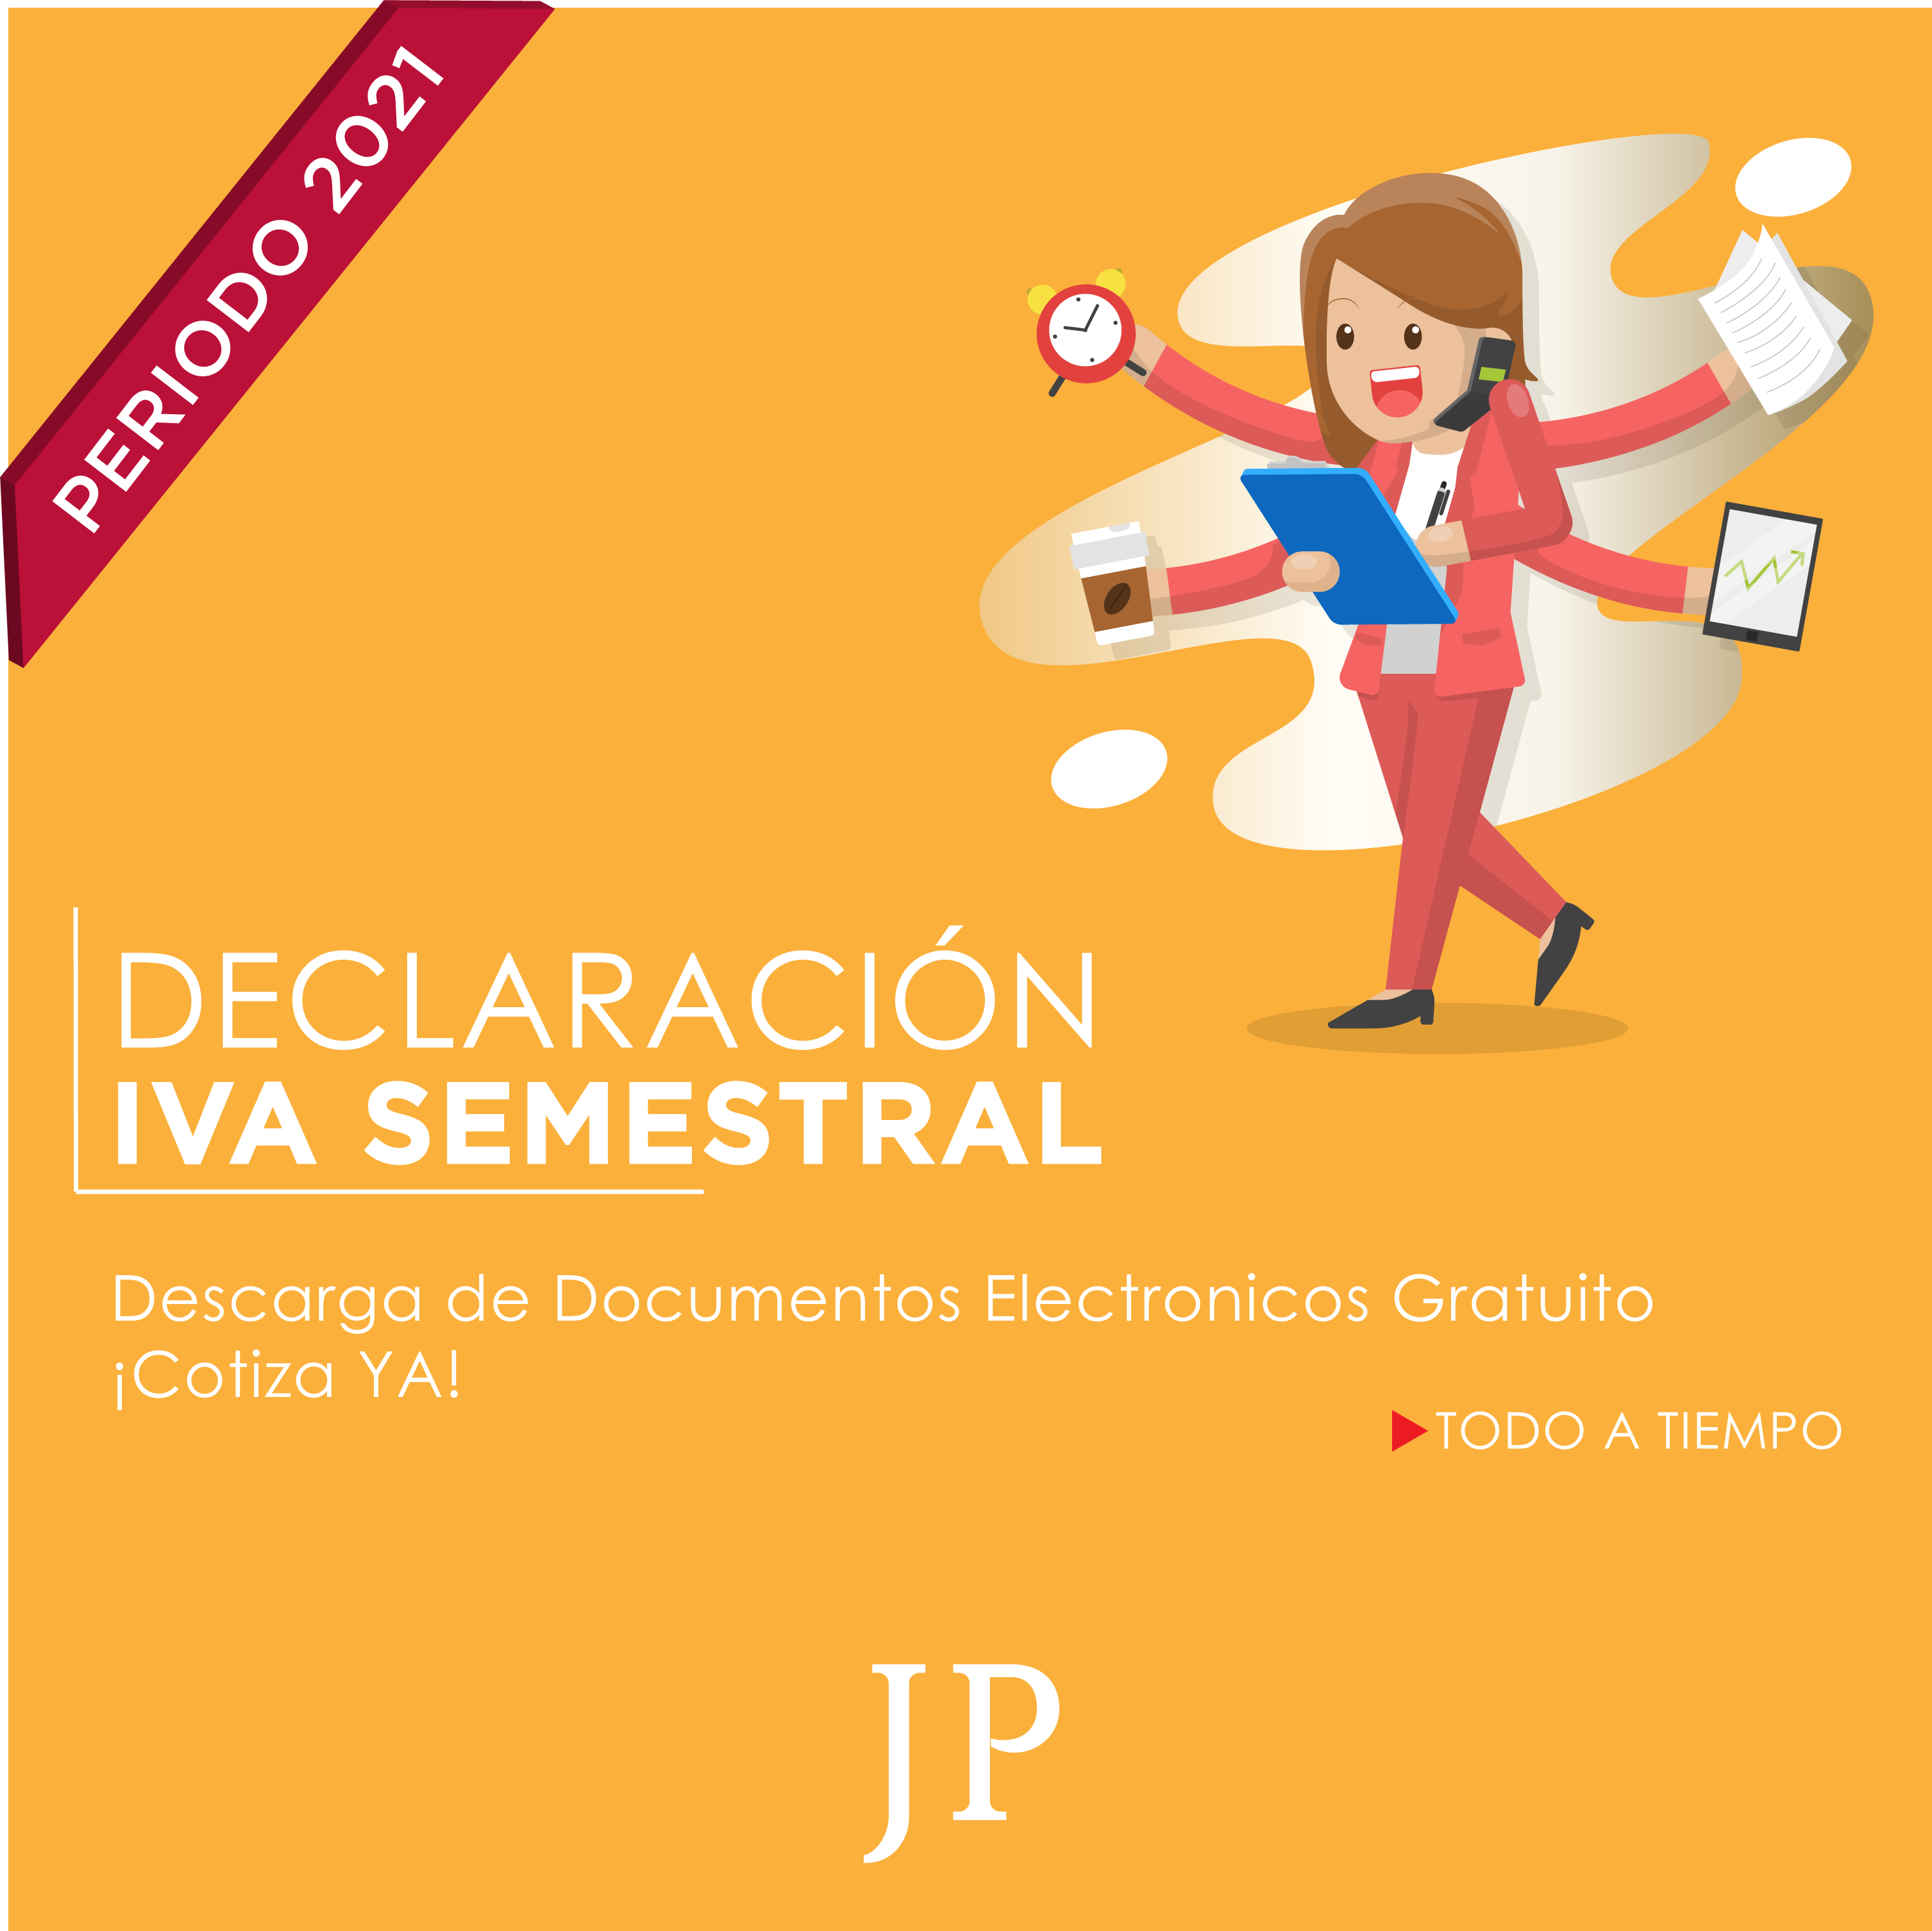 PERIODO 2021
DECLARACIÓN
IVA SEMESTRAL
Descarga de Documentos Electronicos Gratuito
¡Cotiza YA!
TODO A TIEMPO
JP